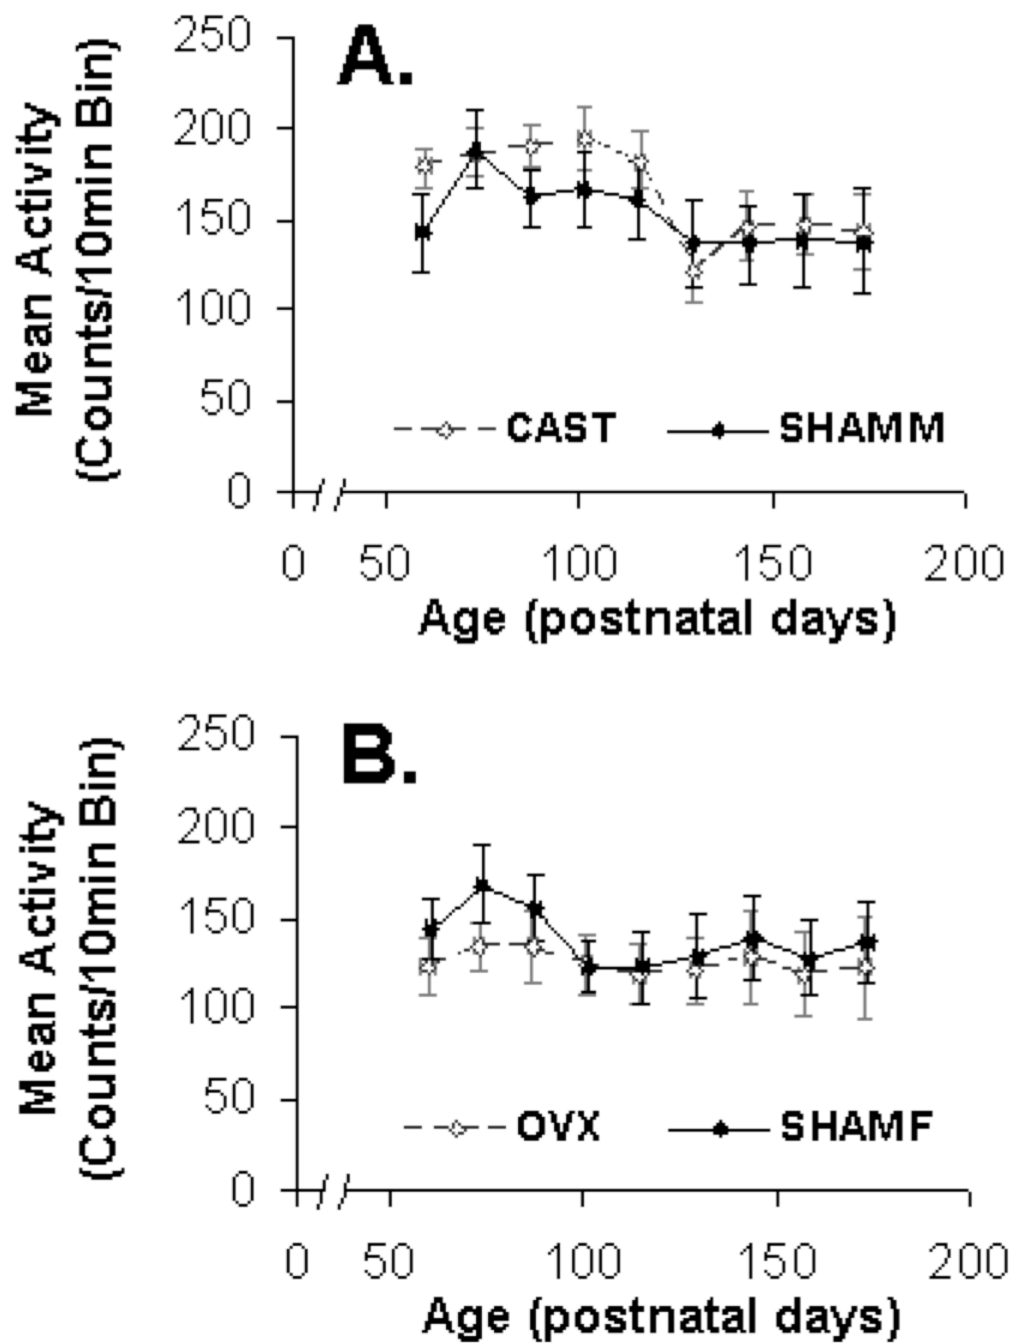 A.
250
200
150
100
50
0
Mean Activity
(Counts/10min Bin)
CAST SHAMM
0 50 100 150 200
Age (postnatal days)
B.
250
200
150
100
50
0
Mean Activity
(Counts/10min Bin)
OVX SHAMF
0 50 100 150 200
Age (postnatal days)